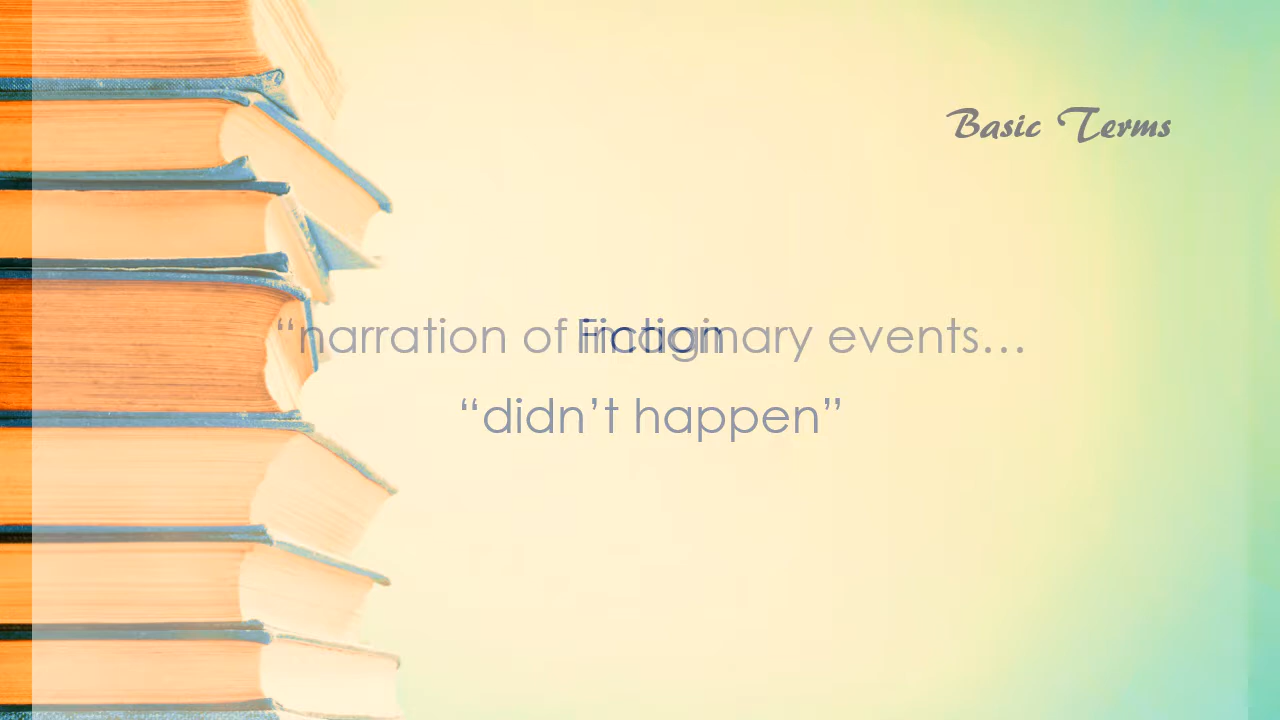 Basic Terms
Fiction
“narration of imaginary events…
“didn’t happen”